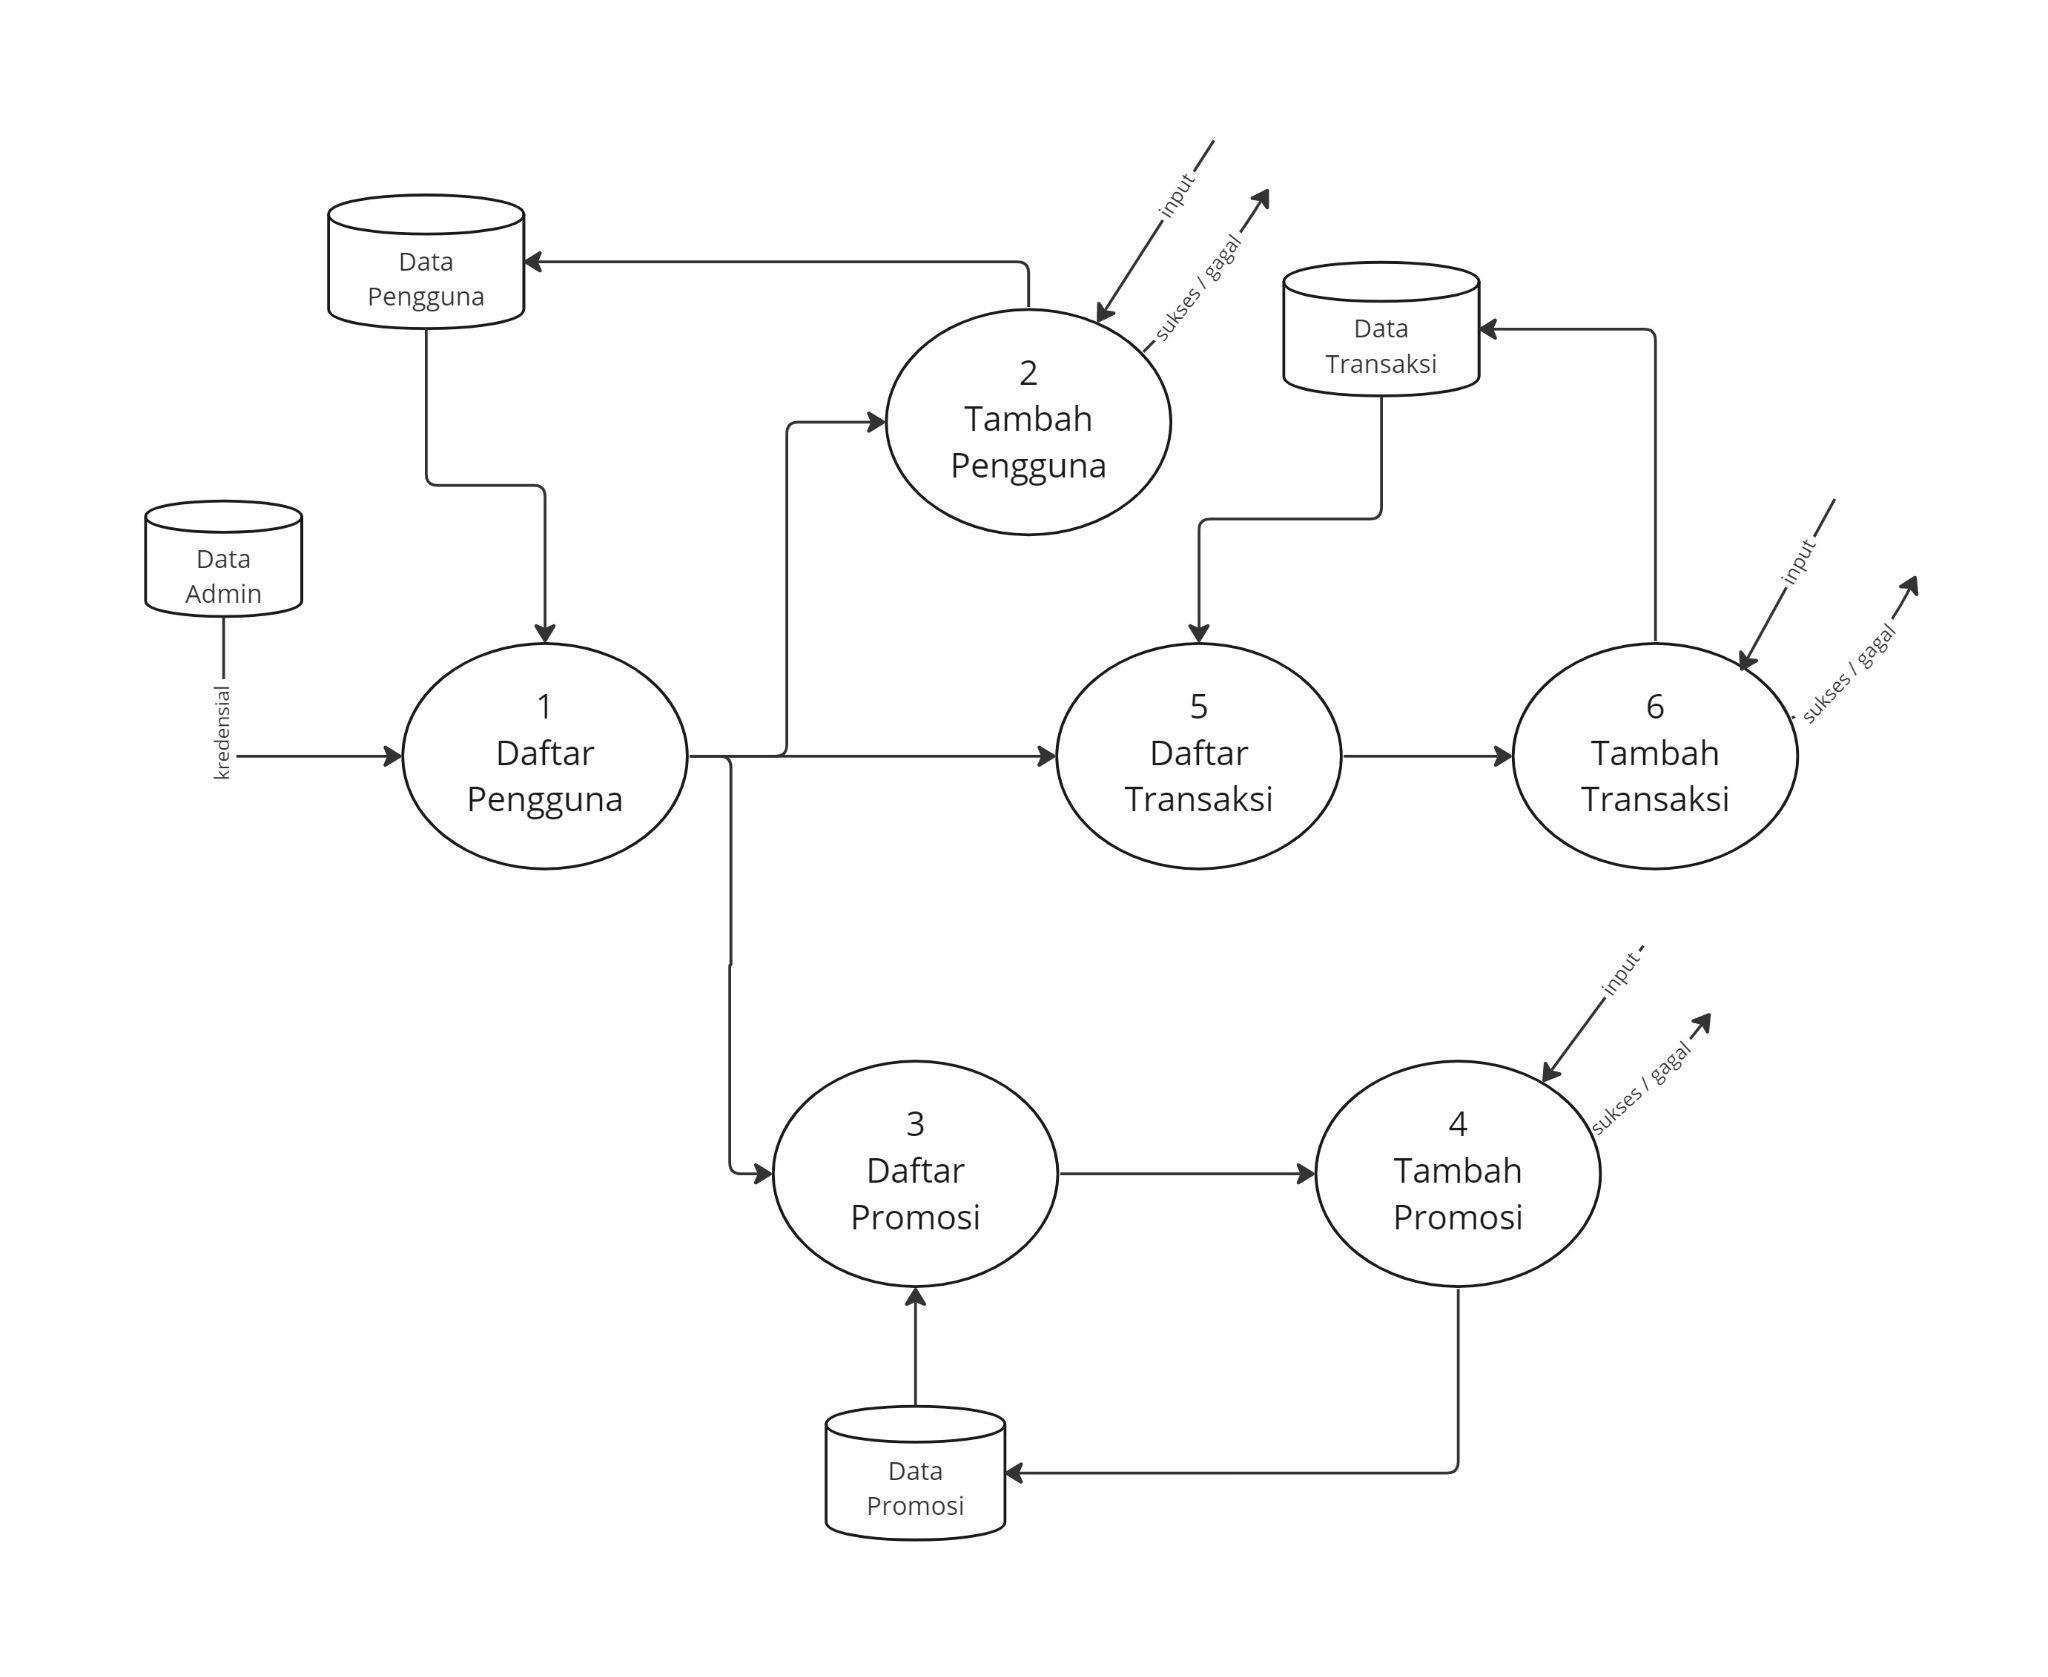 input
sukses / gagal
Data
Pengguna
Data
Transaksi
2
Tambah
Pengguna
Data
Admin
input
sukses / gagal
kredensial
1
Daftar
Pengguna
5
Daftar
Transaksi
6
Tambah
Transaksi
input
sukses / gagal
3
Daftar
Promosi
4
Tambah
Promosi
Data
Promosi